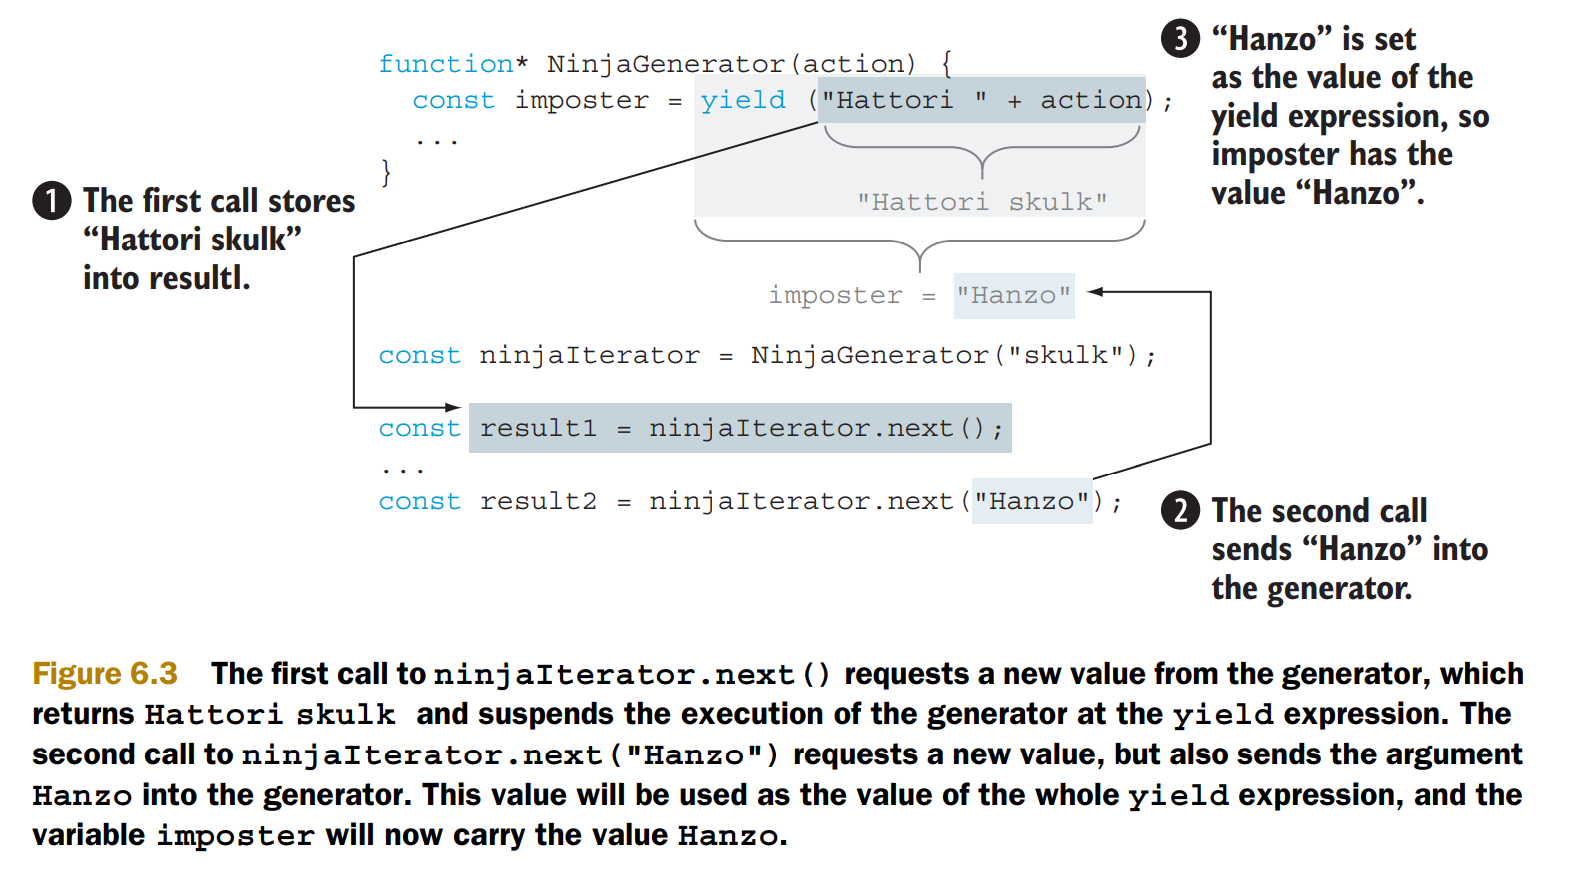 function* NinjaGenerator(action) {
const imposter = yield ("Hattori " + action);
...
}
"Hattori skulk"
imposter = "Hanzo"
1 The first call stores
“Hattori skulk”
into resultl.
3 “Hanzo” is set
as the value of the
yield expression, so
imposter has the
value “Hanzo”.
const ninjaIterator = NinjaGenerator("skulk");
const result1 = ninjaIterator.next();
...
const result2 = ninjaIterator.next("Hanzo");
2 The second call
sends “Hanzo” into
the generator.
Figure 6.3 The first call to ninjaIterator.next() requests a new value from the generator, which
returns Hattori skulk and suspends the execution of the generator at the yield expression. The
second call to ninjaIterator.next("Hanzo") requests a new value, but also sends the argument
Hanzo into the generator. This value will be used as the value of the whole yield expression, and the
variable imposter will now carry the value Hanzo.